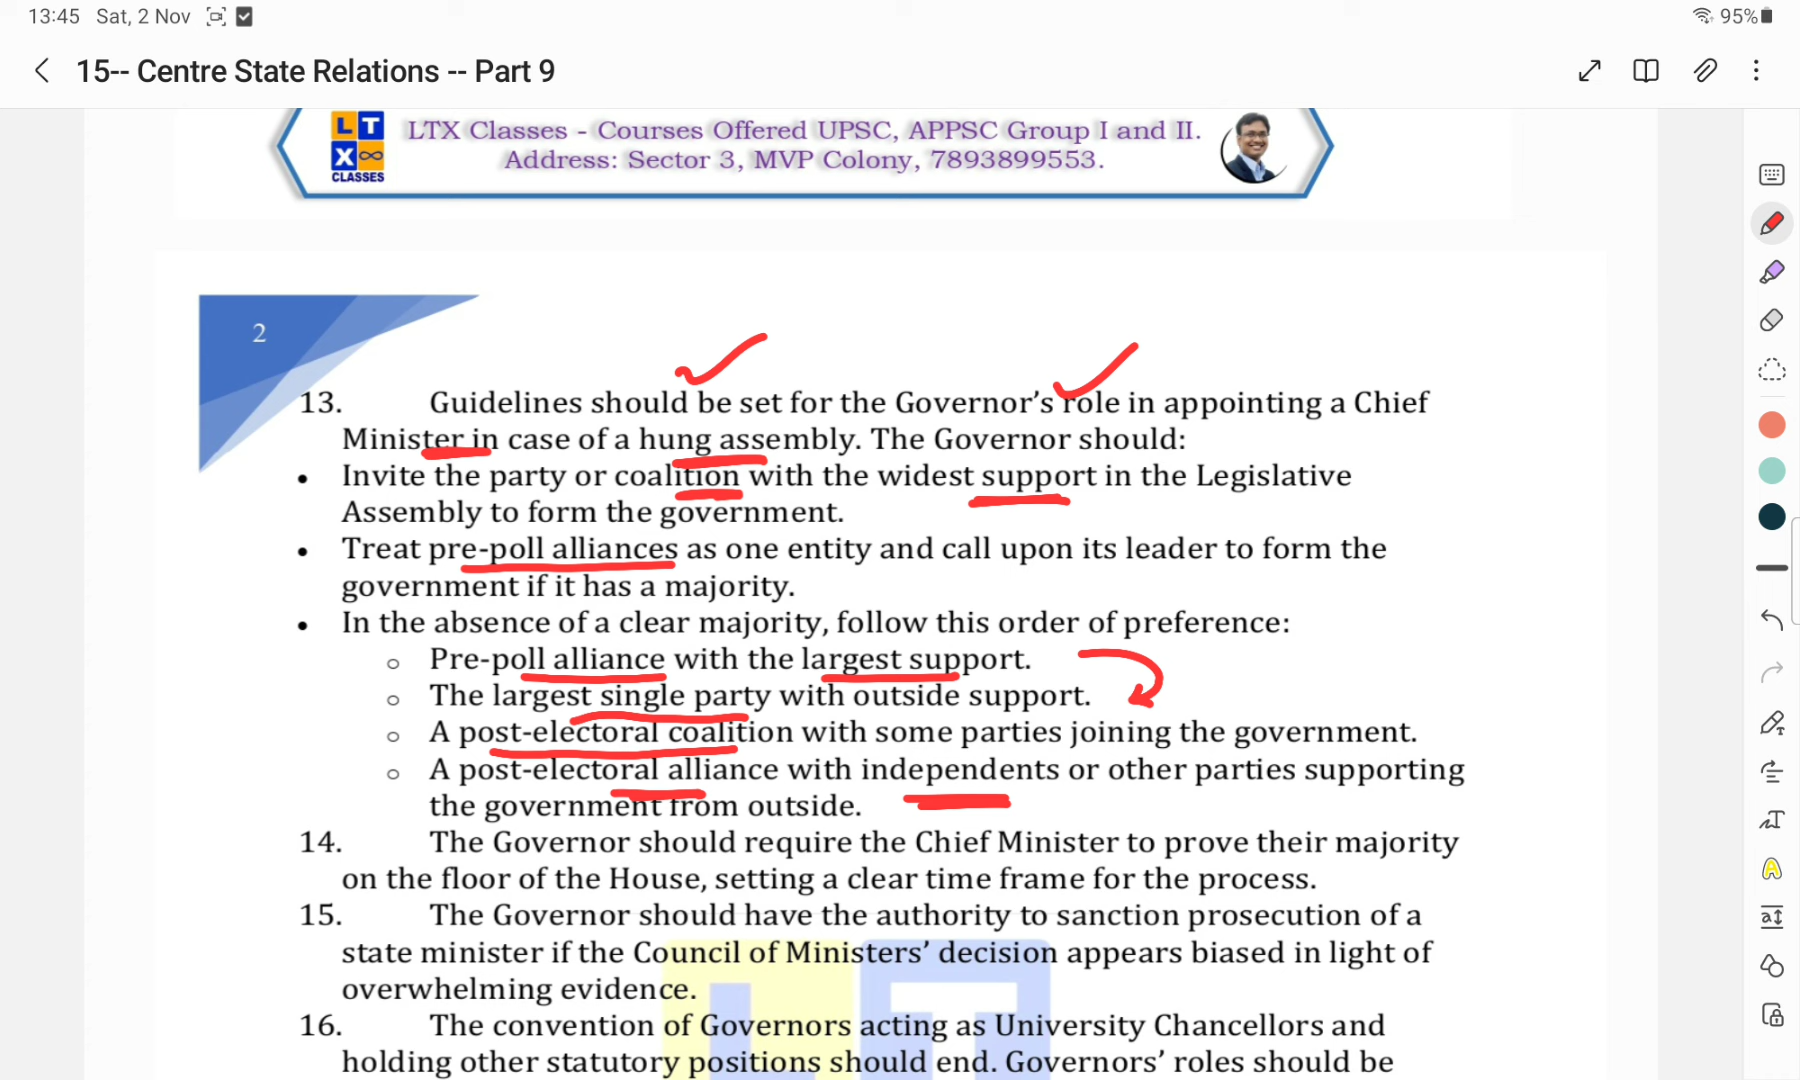 13:45 Sat, 2 Nov 95%
15-- Centre State Relations -- Part 9
LTX Classes - Courses Offered UPSC, APPSC Group I and II.
Address: Sector 3, MVP Colony, 7893899553.
L T
X ∞
CLASSES
2
13. Guidelines should be set for the Governor’s role in appointing a Chief
Minister in case of a hung assembly. The Governor should:
• Invite the party or coalition with the widest support in the Legislative
Assembly to form the government.
• Treat pre-poll alliances as one entity and call upon its leader to form the
government if it has a majority.
• In the absence of a clear majority, follow this order of preference:
o Pre-poll alliance with the largest support.
o The largest single party with outside support.
o A post-electoral coalition with some parties joining the government.
o A post-electoral alliance with independents or other parties supporting
the government from outside.
14. The Governor should require the Chief Minister to prove their majority
on the floor of the House, setting a clear time frame for the process.
15. The Governor should have the authority to sanction prosecution of a
state minister if the Council of Ministers’ decision appears biased in light of
overwhelming evidence.
16. The convention of Governors acting as University Chancellors and
holding other statutory positions should end. Governors’ roles should be